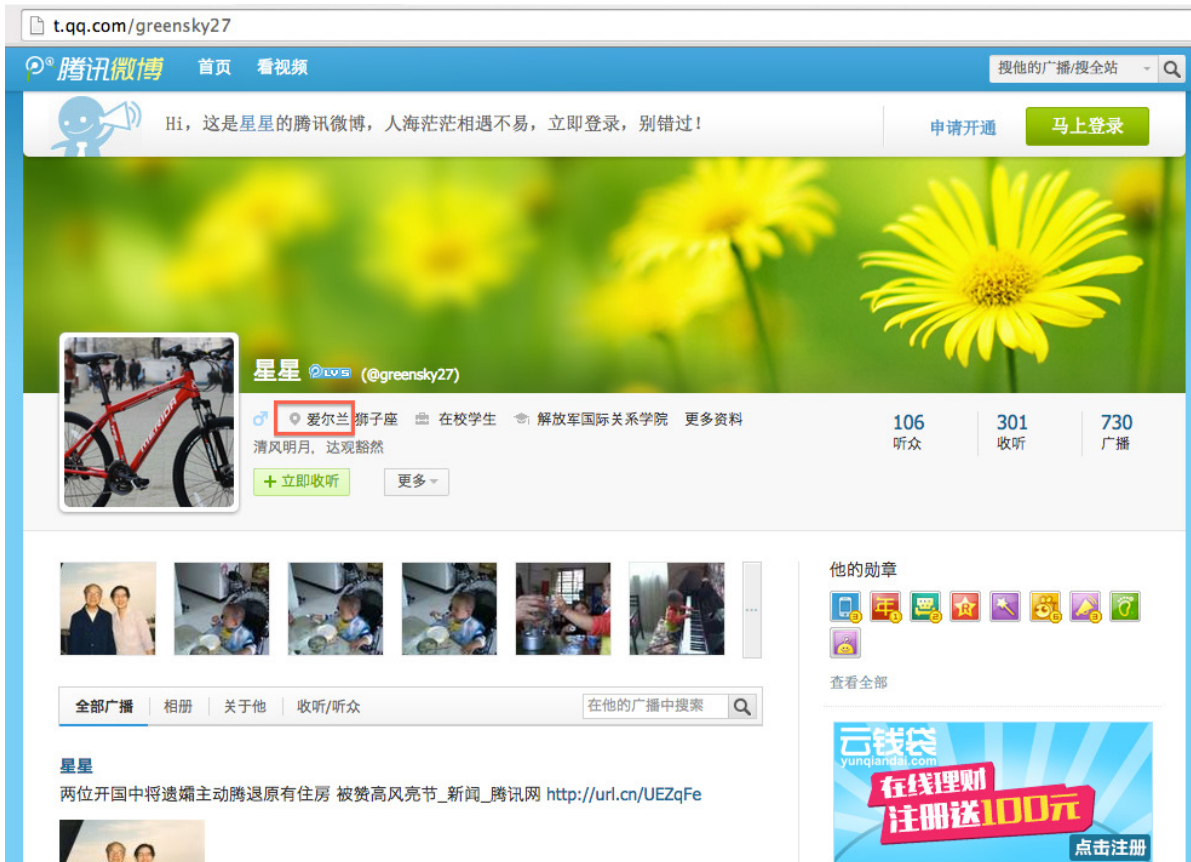 t.qq.com/greensky27
腾讯微博 首页 看视频 搜他的广播/搜全站
Hi，这是星星的腾讯微博，人海茫茫相遇不易，立即登录，别错过！ 申请开通 马上登录
星星 LV5 (@greensky27)
爱尔兰 狮子座 在校学生 解放军国际关系学院 更多资料
清风明月，达观豁然
106 301 730
听众 收听 广播
+ 立即收听 更多
MERIDA
他的勋章
查看全部
全部广播 相册 关于他 收听/听众 在他的广播中搜索
星星
两位开国中将遗孀主动腾退原有住房 被赞高风亮节_新闻_腾讯网 http://url.cn/UEZqFe
云钱袋
yunqiandai.com
在线理财
注册送100元
点击注册